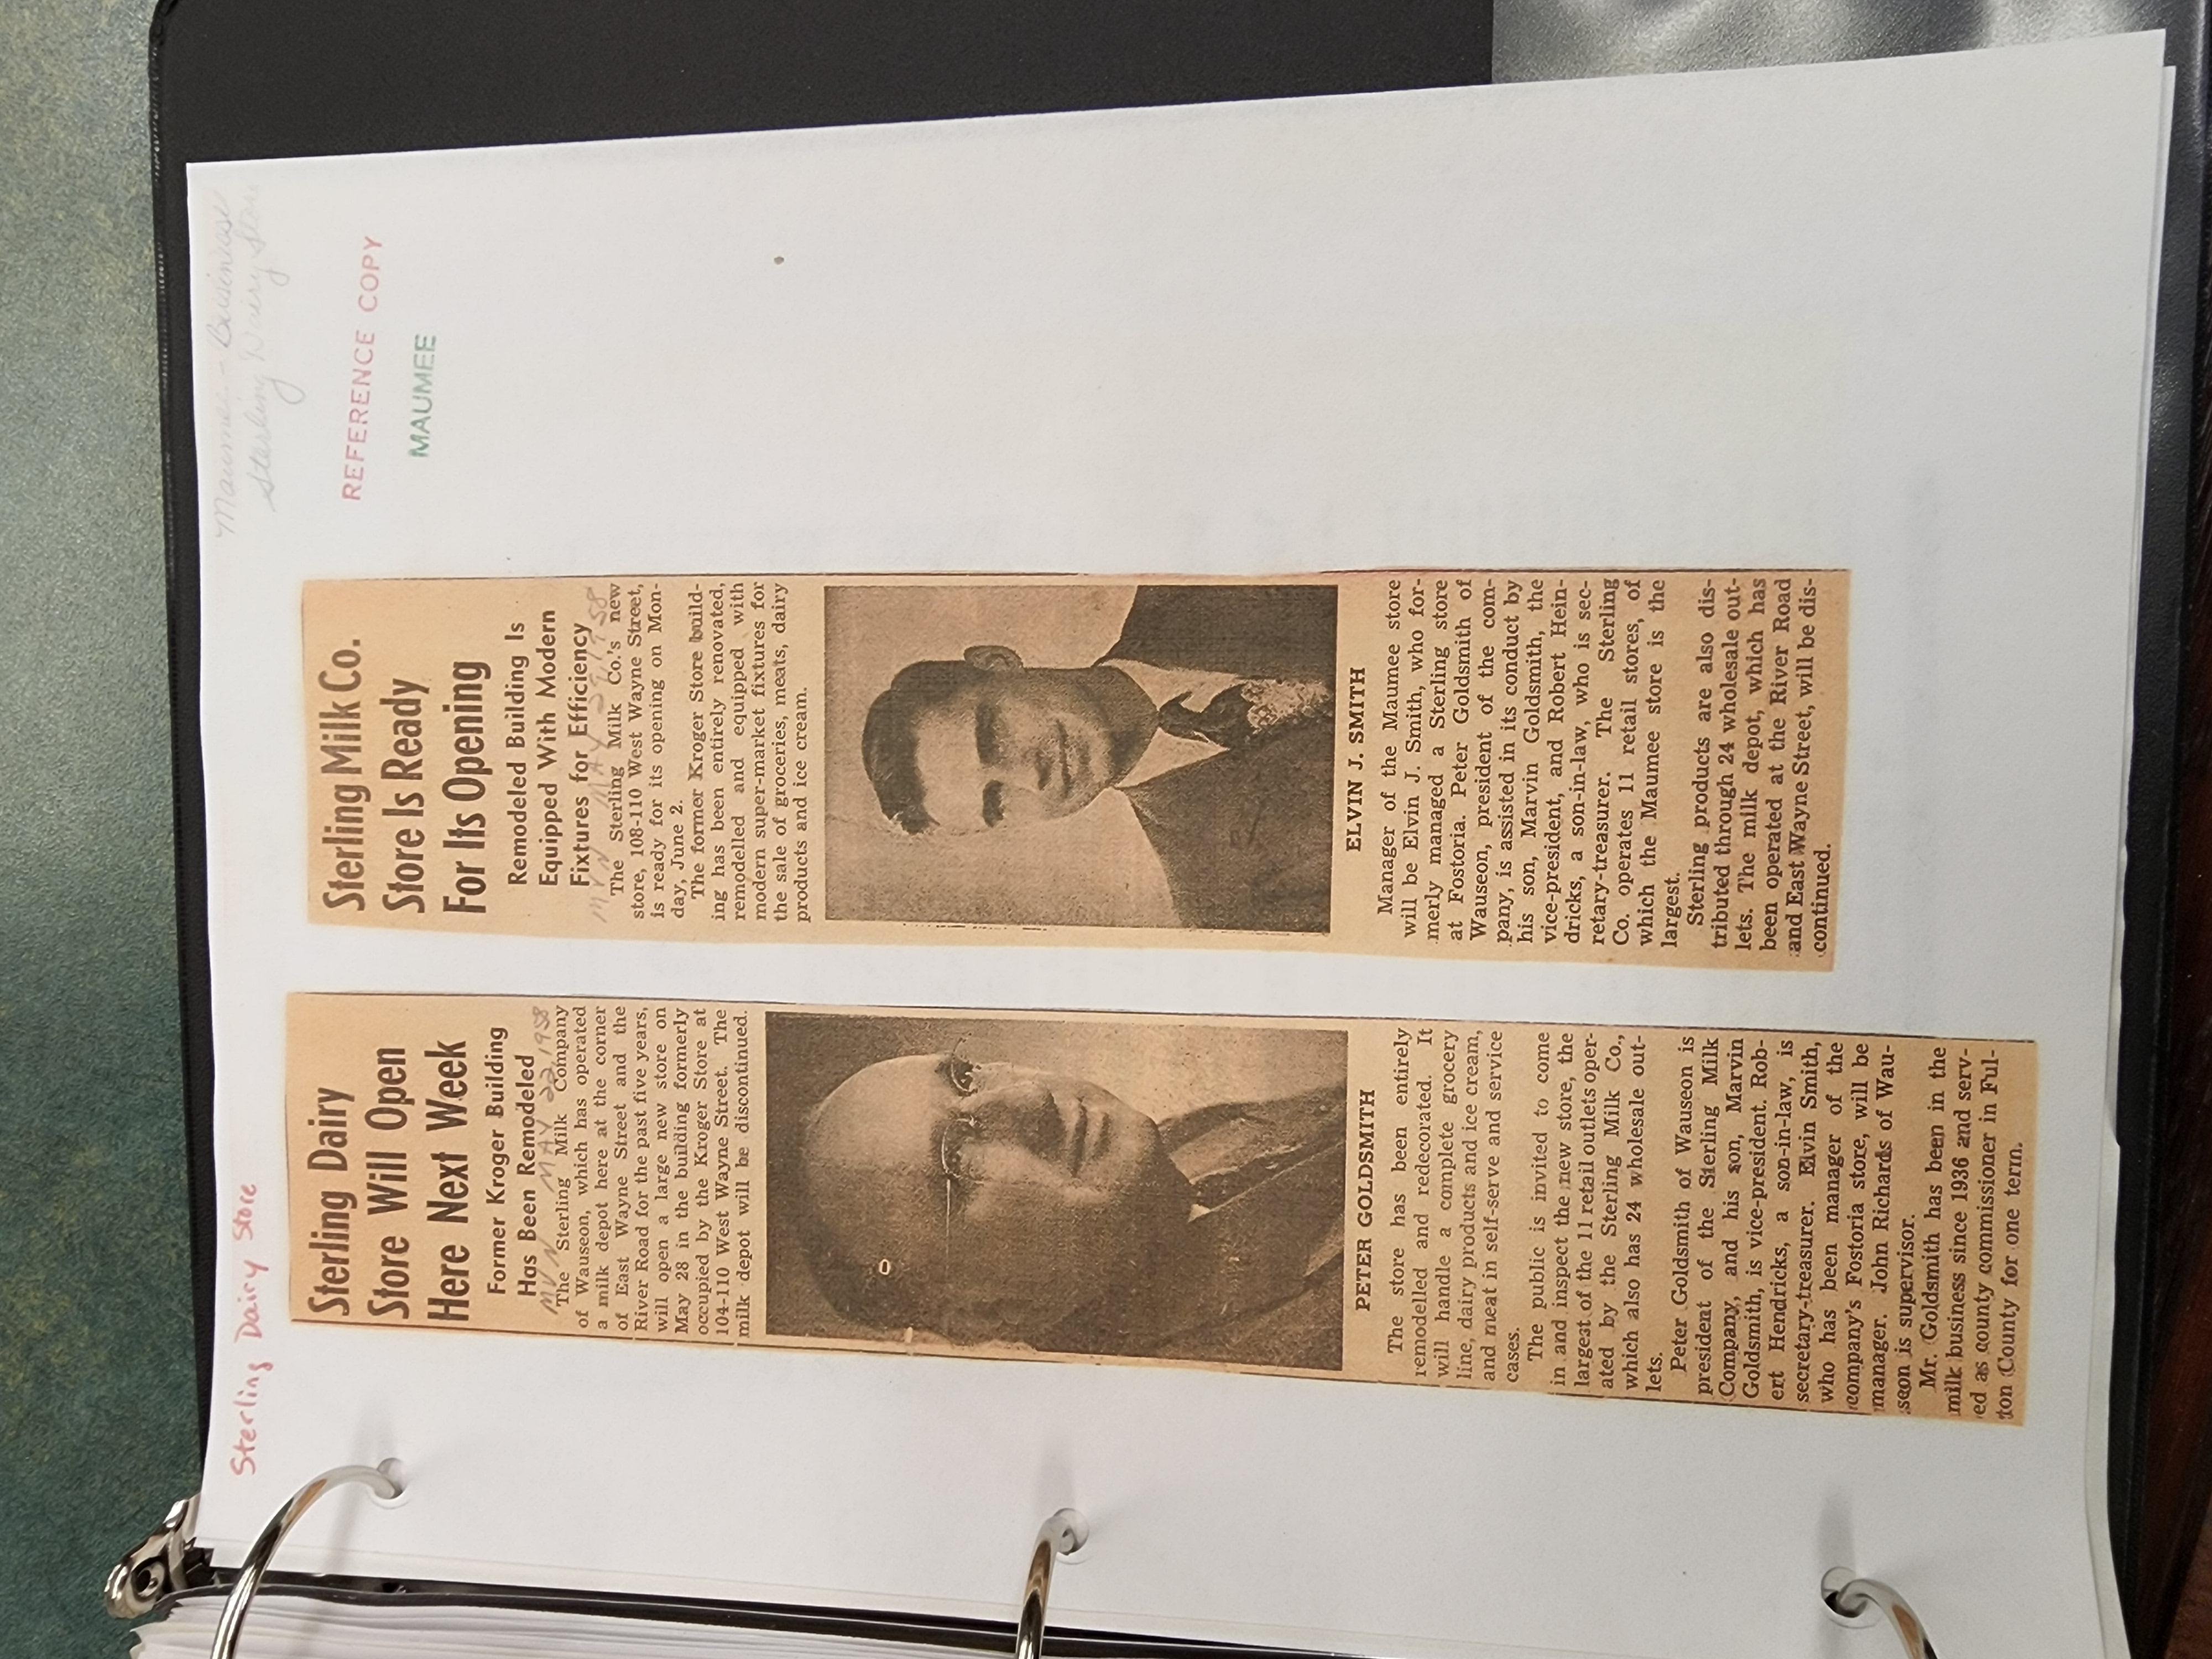 Maumee - Business
Sterling Dairy Store
Sterling Dairy Store
REFERENCE COPY
MAUMEE
Sterling Dairy
Store Will Open
Here Next Week
Former Kroger Building
Has Been Remodeled
MVN MAY 22 1958
The Sterling Milk Company
of Wauseon, which has operated
a milk depot here at the corner
of East Wayne Street and the
River Road for the past five years,
will open a large new store on
May 28 in the building formerly
occupied by the Kroger Store at
104-110 West Wayne Street. The
milk depot will be discontinued.
PETER GOLDSMITH
The store has been entirely
remodelled and redecorated. It
will handle a complete grocery
line, dairy products and ice cream,
and meat in self-serve and service
cases.
The public is invited to come
in and inspect the new store, the
largest of the 11 retail outlets oper-
ated by the Sterling Milk Co.,
which also has 24 wholesale out-
lets.
Peter Goldsmith of Wauseon is
president of the Sterling Milk
Company, and his son, Marvin
Goldsmith, is vice-president. Rob-
ert Hendricks, a son-in-law, is
secretary-treasurer. Elvin Smith,
who has been manager of the
company's Fostoria store, will be
manager. John Richards of Wau-
seon is supervisor.
Mr. Goldsmith has been in the
milk business since 1936 and serv-
ed as county commissioner in Ful-
ton County for one term.
Sterling Milk Co.
Store Is Ready
For Its Opening
Remodeled Building Is
Equipped With Modern
Fixtures for Efficiency
MVN MAY 1958
The Sterling Milk Co.'s new
store, 108-110 West Wayne Street,
is ready for its opening on Mon-
day, June 2.
The former Kroger Store build-
ing has been entirely renovated,
remodelled and equipped with
modern super-market fixtures for
the sale of groceries, meats, dairy
products and ice cream.
ELVIN J. SMITH
Manager of the Maumee store
will be Elvin J. Smith, who for-
merly managed a Sterling store
at Fostoria. Peter Goldsmith of
Wauseon, president of the com-
pany, is assisted in its conduct by
his son, Marvin Goldsmith, the
vice-president, and Robert Hein-
dricks, a son-in-law, who is sec-
retary-treasurer. The Sterling
Co. operates 11 retail stores, of
which the Maumee store is the
largest.
Sterling products are also dis-
tributed through 24 wholesale out-
lets. The milk depot, which has
been operated at the River Road
and East Wayne Street, will be dis-
continued.